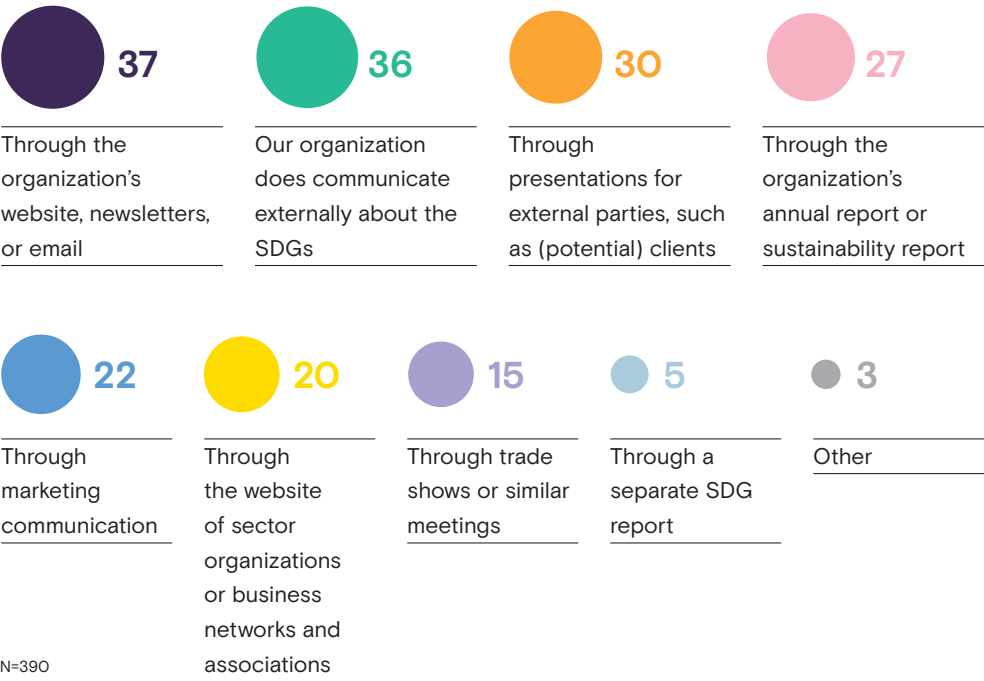 37
Through the
organization's
website, newsletters,
or email
36
Our organization
does communicate
externally about the
SDGs
30
Through
presentations for
external parties, such
as (potential) clients
27
Through the
organization's
annual report or
sustainability report
22
Through
marketing
communication
20
Through
the website
of sector
organizations
or business
networks and
associations
15
Through trade
shows or similar
meetings
5
Through a
separate SDG
report
3
Other
N=390